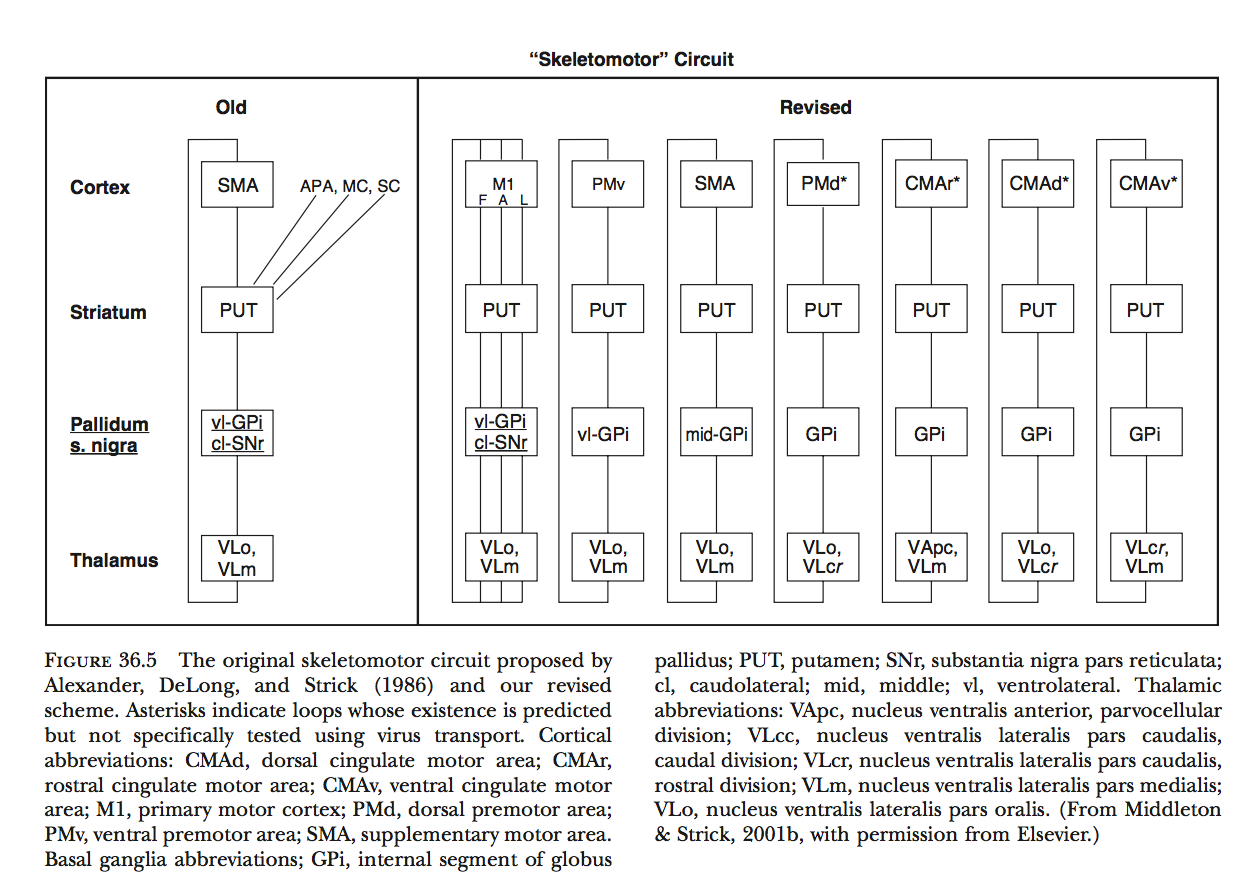 “Skeletomotor” Circuit
Old
Revised
Cortex
SMA
APA, MC, SC
M1
F A L
PMv
SMA
PMd*
CMAr*
CMAd*
CMAv*
Striatum
PUT
PUT
PUT
PUT
PUT
PUT
PUT
PUT
Pallidum
s. nigra
vl-GPi
cl-SNr
vl-GPi
cl-SNr
vl-GPi
mid-GPi
GPi
GPi
GPi
GPi
Thalamus
VLo,
VLm
VLo,
VLm
VLo,
VLm
VLo,
VLm
VLo,
VLcr
VApc,
VLm
VLo,
VLcr
VLcr,
VLm
FIGURE 36.5 The original skeletomotor circuit proposed by
Alexander, DeLong, and Strick (1986) and our revised
scheme. Asterisks indicate loops whose existence is predicted
but not specifically tested using virus transport. Cortical
abbreviations: CMAd, dorsal cingulate motor area; CMAr,
rostral cingulate motor area; CMAv, ventral cingulate motor
area; M1, primary motor cortex; PMd, dorsal premotor area;
PMv, ventral premotor area; SMA, supplementary motor area.
Basal ganglia abbreviations; GPi, internal segment of globus
pallidus; PUT, putamen; SNr, substantia nigra pars reticulata;
cl, caudolateral; mid, middle; vl, ventrolateral. Thalamic
abbreviations: VApc, nucleus ventralis anterior, parvocellular
division; VLcc, nucleus ventralis lateralis pars caudalis,
caudal division; VLcr, nucleus ventralis lateralis pars caudalis,
rostral division; VLm, nucleus ventralis lateralis pars medialis;
VLo, nucleus ventralis lateralis pars oralis. (From Middleton
& Strick, 2001b, with permission from Elsevier.)